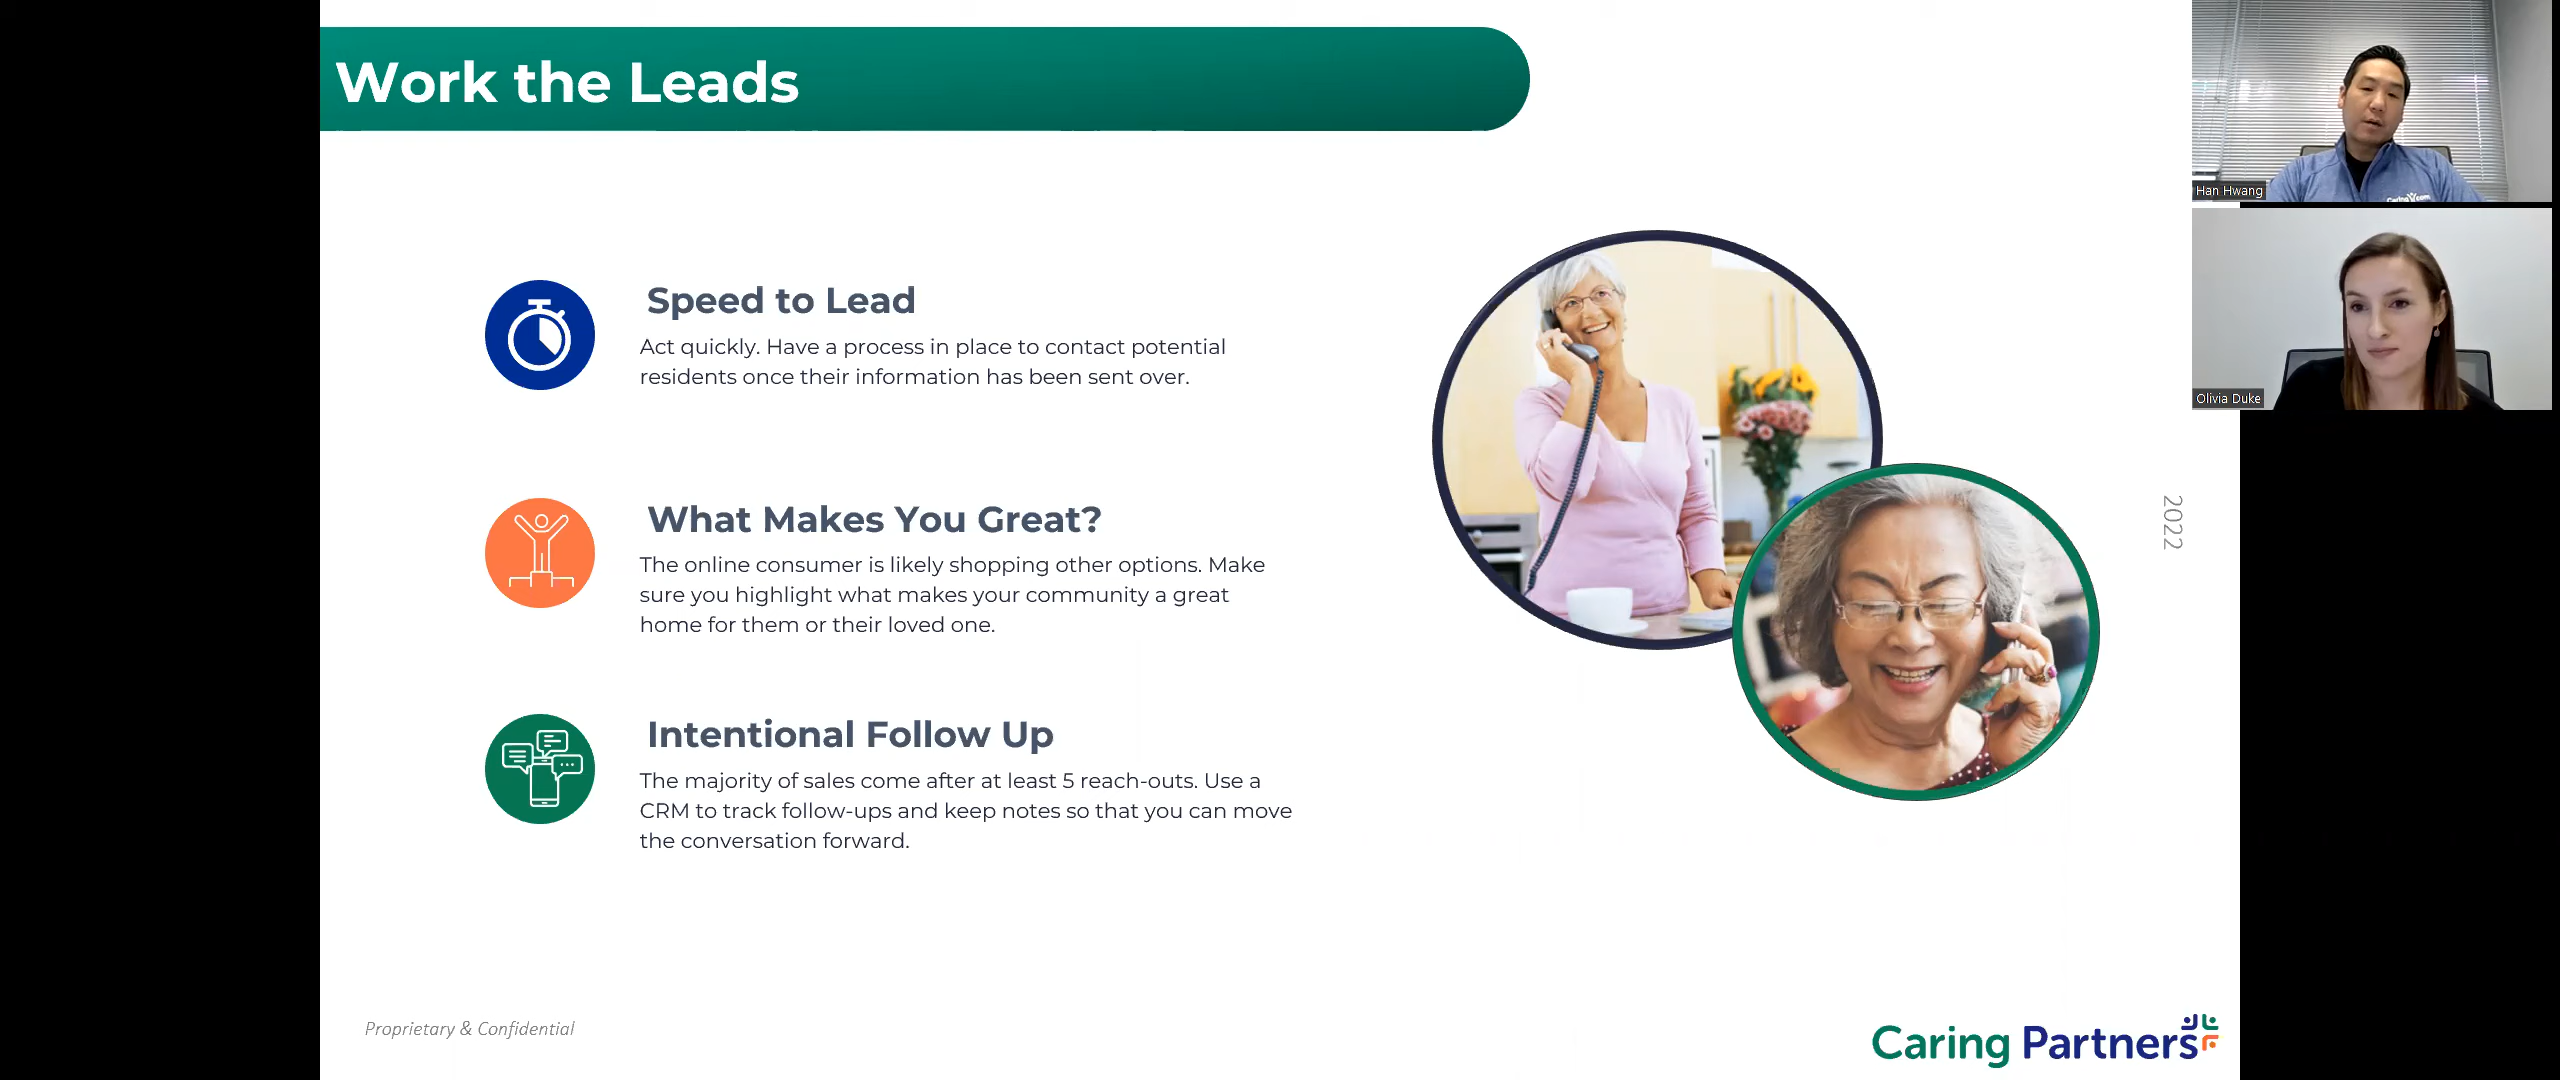 Work the Leads
Speed to Lead
Act quickly. Have a process in place to contact potential
residents once their information has been sent over.
What Makes You Great?
The online consumer is likely shopping other options. Make
sure you highlight what makes your community a great
home for them or their loved one.
Intentional Follow Up
The majority of sales come after at least 5 reach-outs. Use a
CRM to track follow-ups and keep notes so that you can move
the conversation forward.
2022
Proprietary & Confidential
Caring Partners
Han Hwang
Caring.com
Olivia Duke